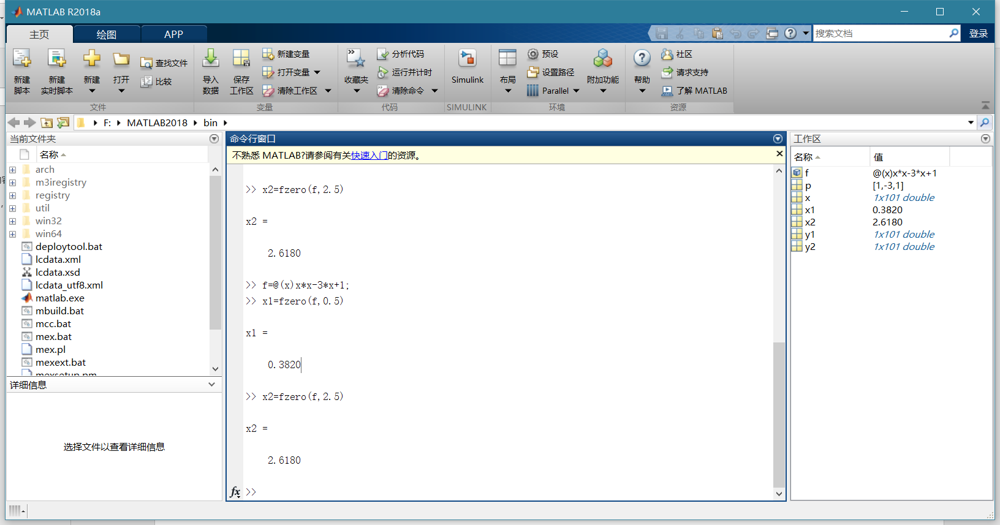 MATLAB R2018a
主页 绘图 APP
搜索文档 登录
新建脚本
新建实时脚本
新建
打开
查找文件
比较
文件
导入数据
保存工作区
新建变量
打开变量
清除工作区
变量
收藏夹
分析代码
运行并计时
清除命令
代码
Simulink
SIMULINK
布局
预设
设置路径
Parallel
附加功能
环境
帮助
社区
请求支持
了解 MATLAB
资源
F: MATLAB2018 bin
当前文件夹
名称
arch
m3iregistry
registry
util
win32
win64
deploytool.bat
lcdata.xml
lcdata.xsd
lcdata_utf8.xml
matlab.exe
mbuild.bat
mcc.bat
mex.bat
mex.pl
mexext.bat
mexsetup.pm
详细信息
选择文件以查看详细信息
命令行窗口
不熟悉 MATLAB?请参阅有关快速入门的资源。
>> x2=fzero(f,2.5)
x2 =
2.6180
>> f=@(x)x*x-3*x+1;
>> x1=fzero(f,0.5)
x1 =
0.3820
>> x2=fzero(f,2.5)
x2 =
2.6180
fx >>
工作区
名称 值
f @(x)x*x-3*x+1
p [1,-3,1]
x 1x101 double
x1 0.3820
x2 2.6180
y1 1x101 double
y2 1x101 double